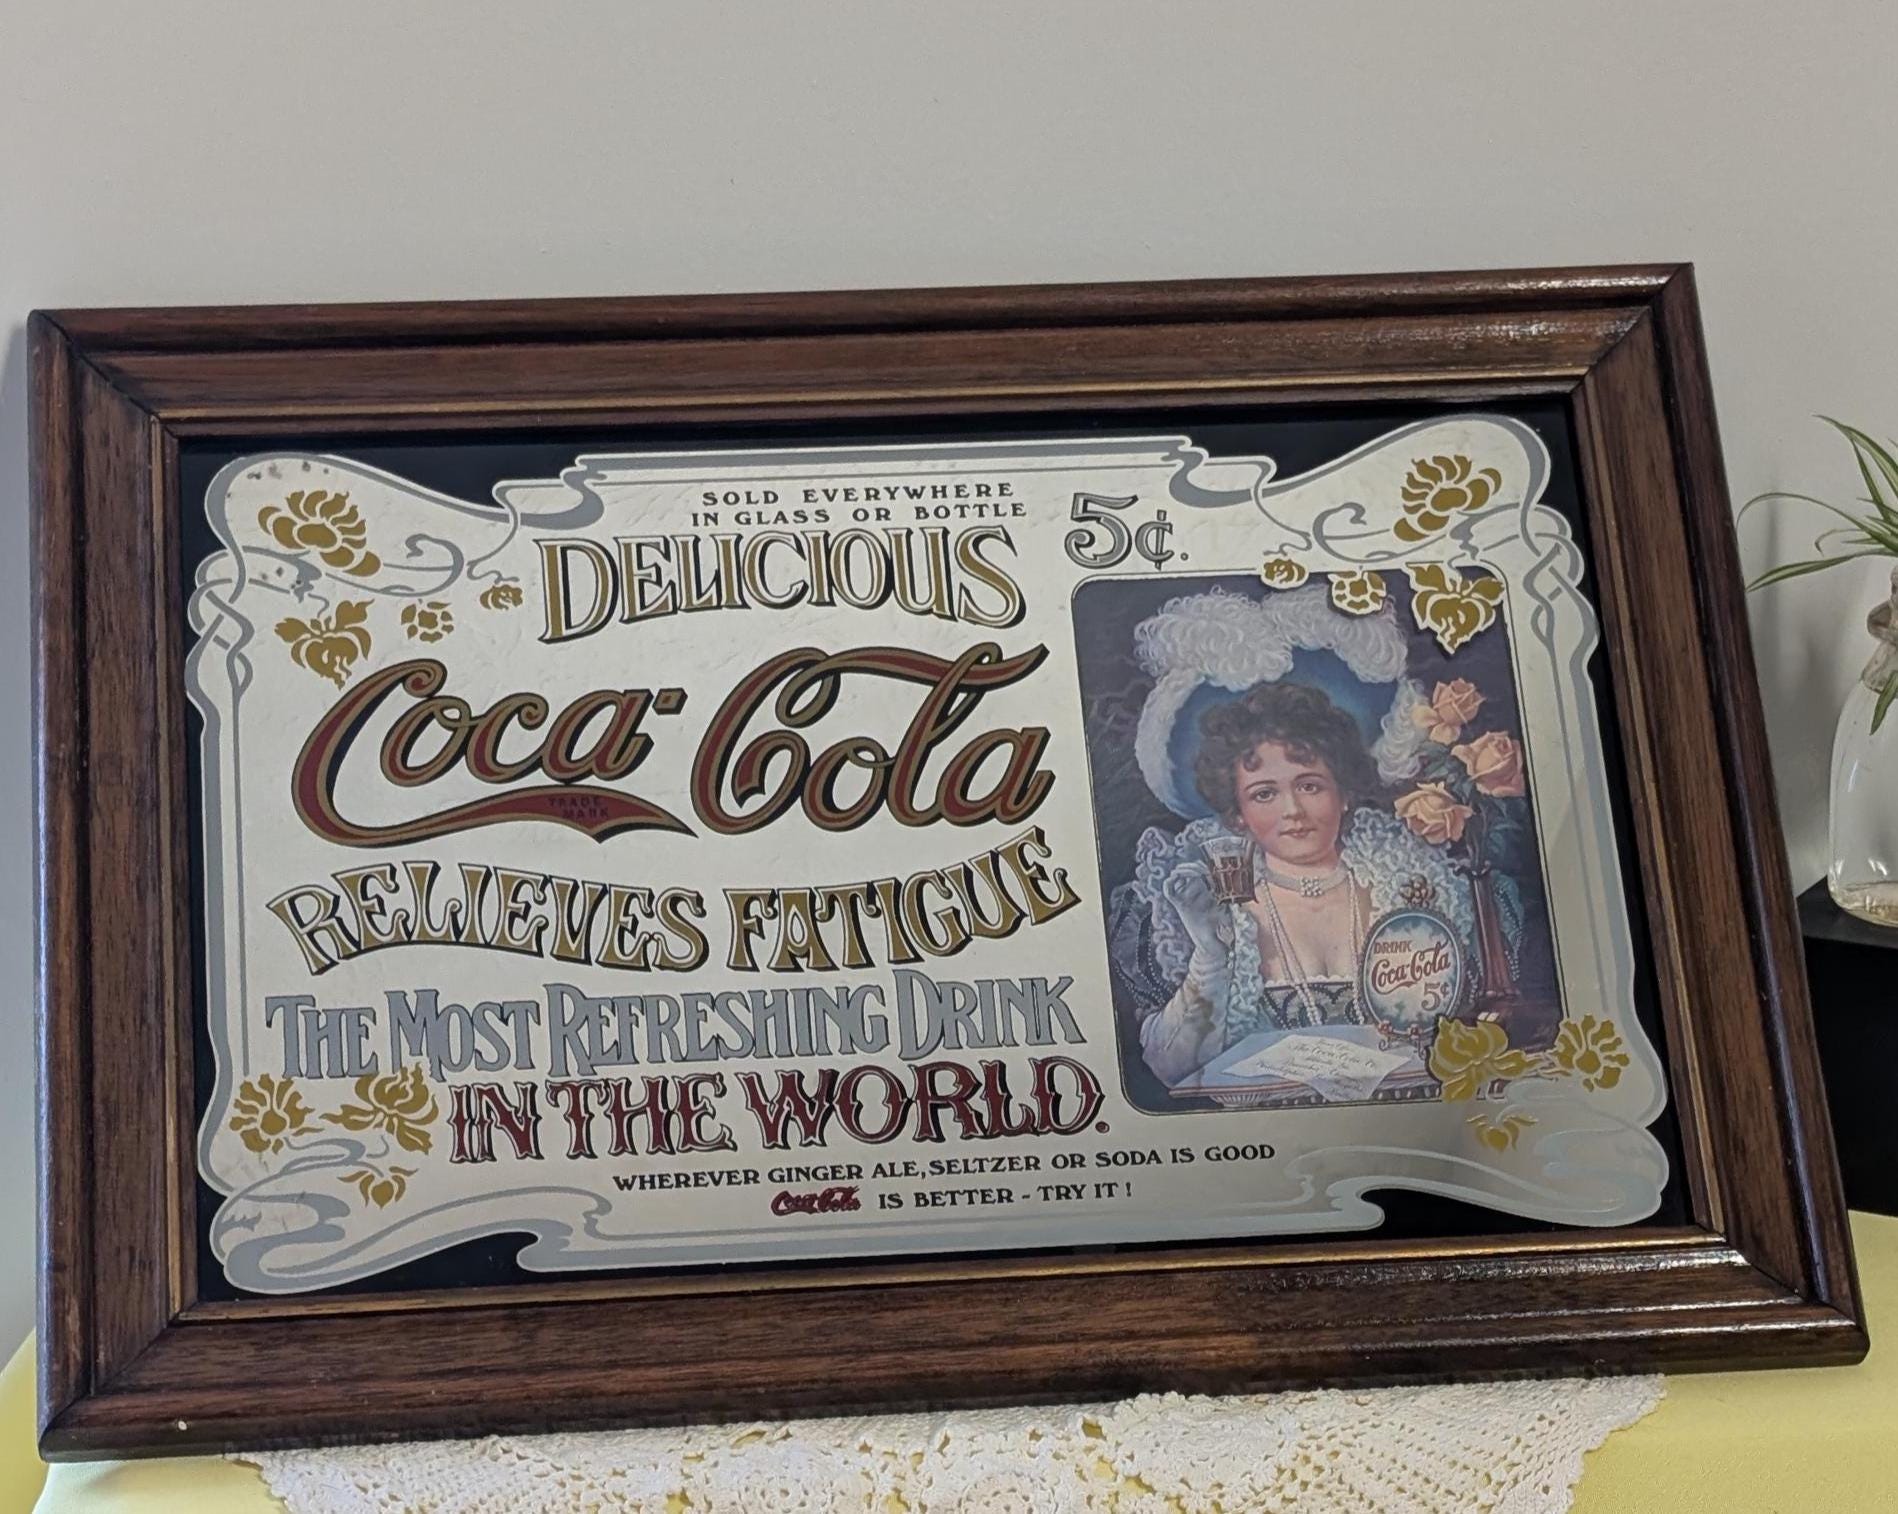 SOLD EVERYWHERE
IN GLASS OR BOTTLE
5¢.
DELICIOUS
Coca-Cola
TRADE
MARK
RELIEVES FATIGUE
THE MOST REFRESHING DRINK
IN THE WORLD.
WHEREVER GINGER ALE, SELTZER OR SODA IS GOOD
Coca-Cola IS BETTER - TRY IT !
DRINK
Coca-Cola
5¢